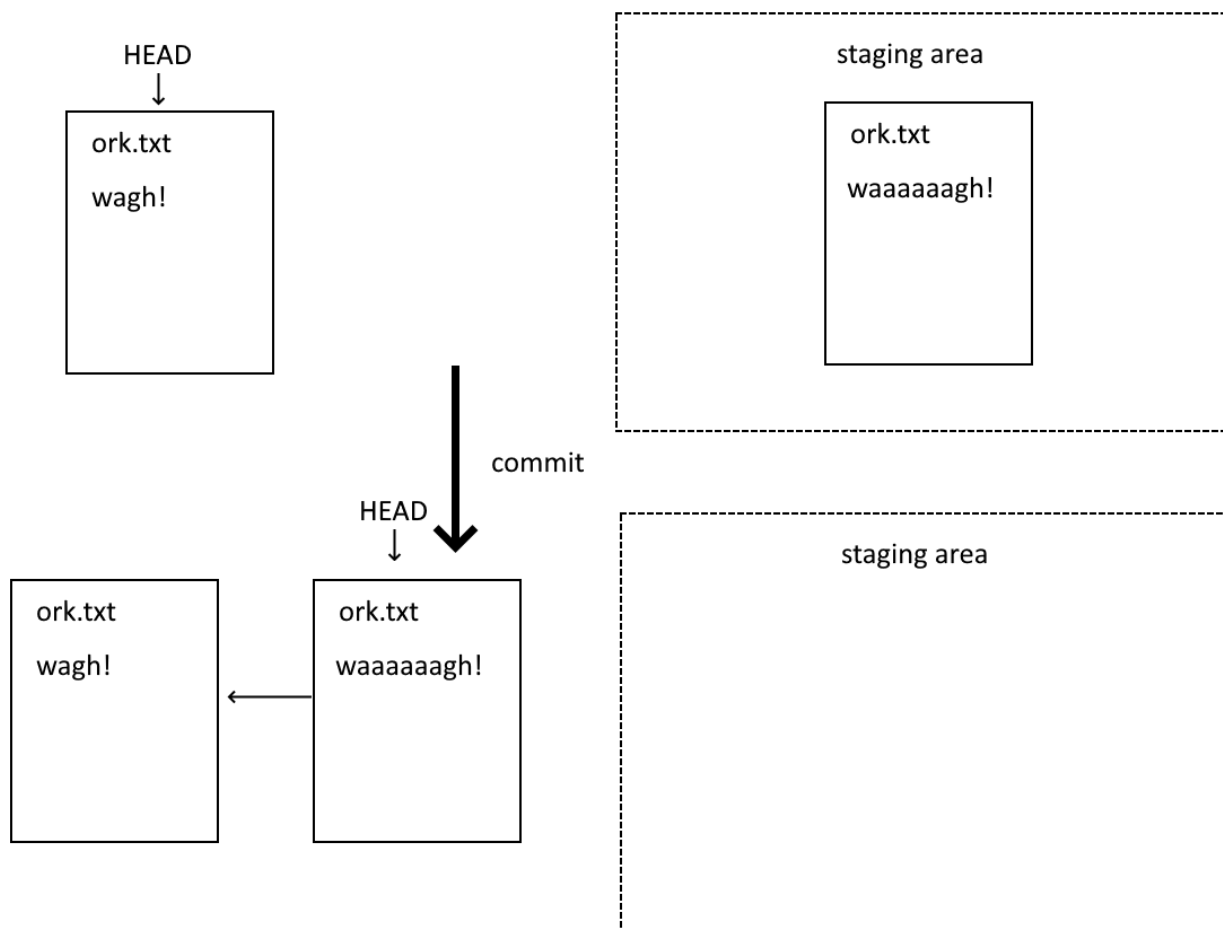 HEAD
ork.txt
wagh!
staging area
ork.txt
waaaaaagh!
commit
HEAD
ork.txt
wagh!
ork.txt
waaaaaagh!
staging area